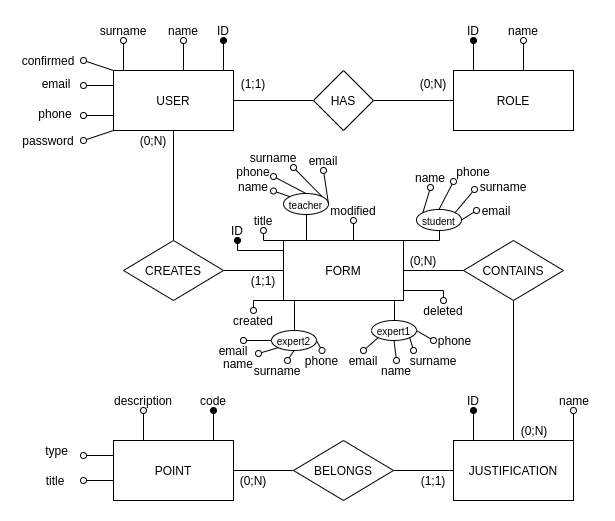 surname name ID
ID name
confirmed
email
phone
password
USER
(1;1)
HAS
(0;N)
ROLE
(0;N)
surname
email
phone
name
teacher
name
phone
surname
email
student
title
modified
ID
CREATES
(1;1)
FORM
(0;N)
CONTAINS
created
deleted
expert2
email
name
surname
phone
expert1
phone
email
surname
name
description code
ID name
type
title
POINT
(0;N)
BELONGS
(1;1)
(0;N)
JUSTIFICATION